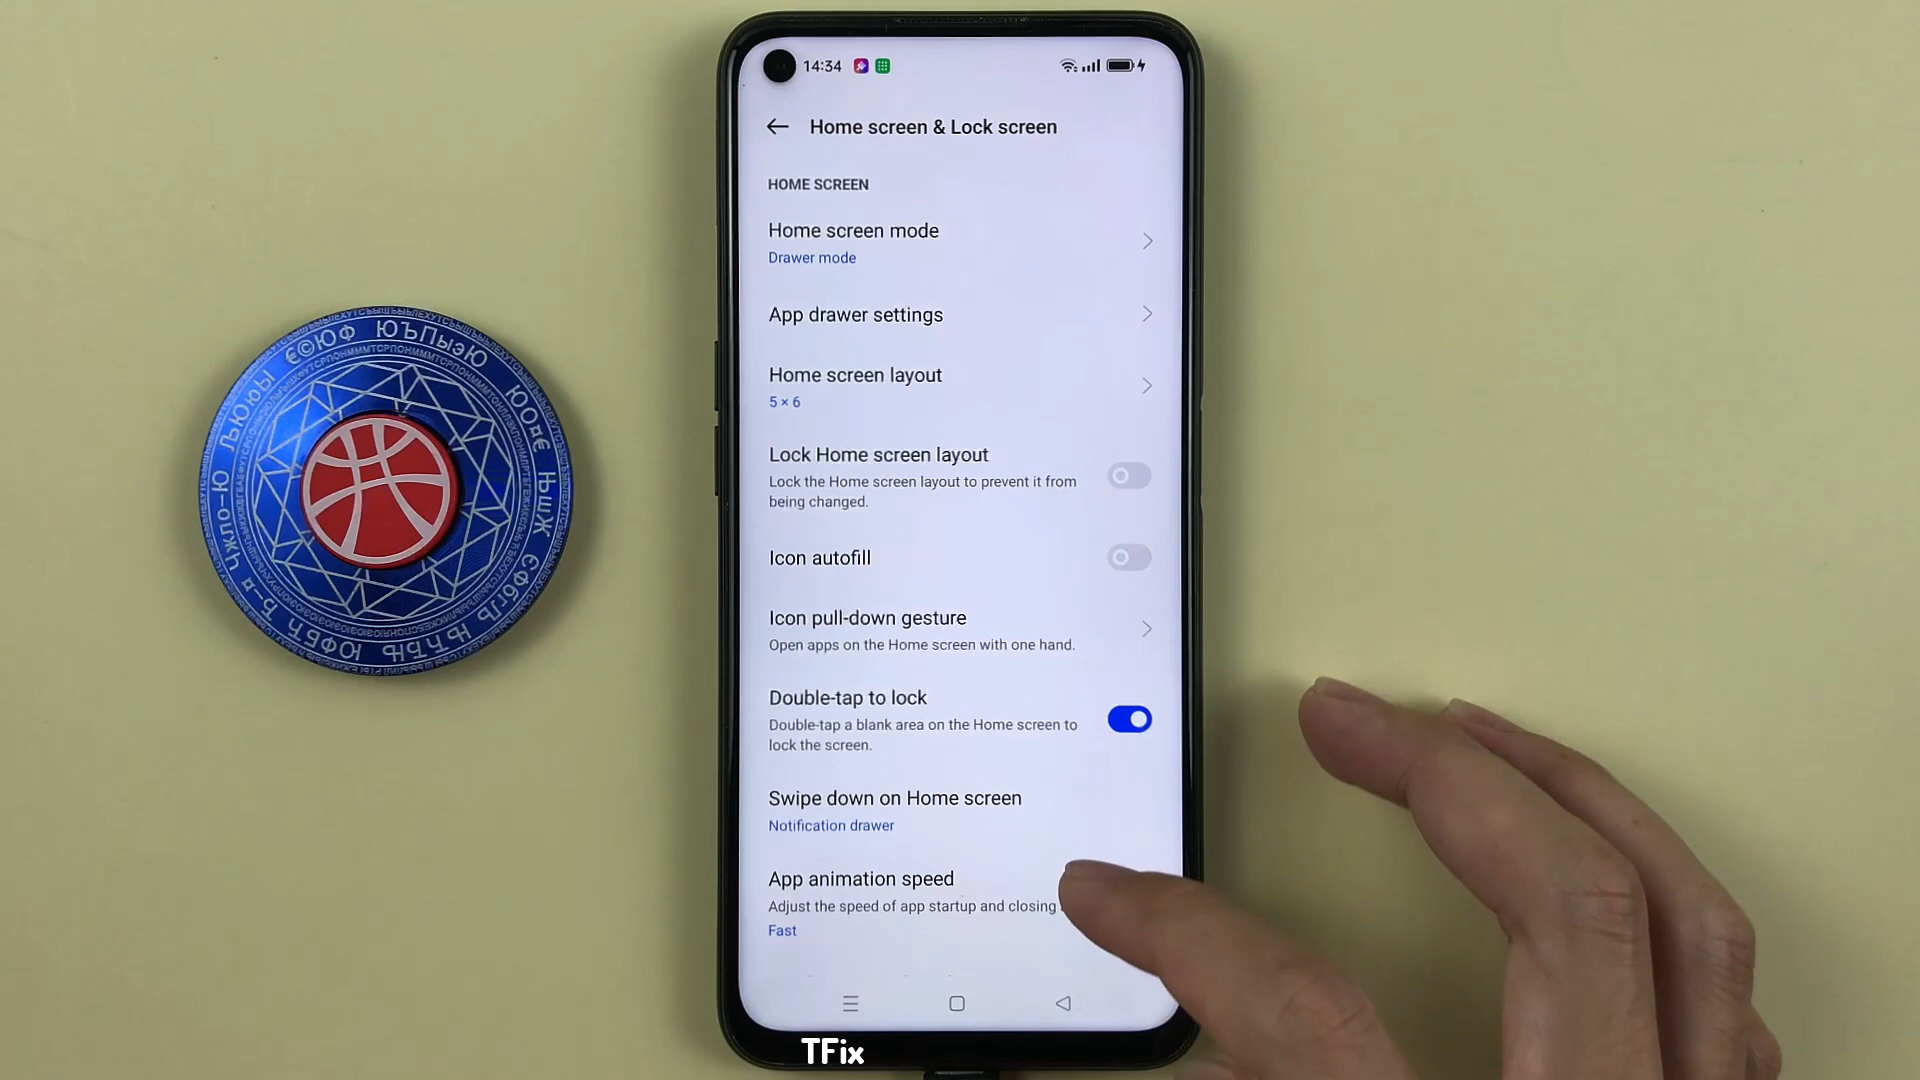 14:34
Home screen & Lock screen
HOME SCREEN
Home screen mode
Drawer mode
App drawer settings
Home screen layout
5 × 6
Lock Home screen layout
Lock the Home screen layout to prevent it from
being changed.
Icon autofill
Icon pull-down gesture
Open apps on the Home screen with one hand.
Double-tap to lock
Double-tap a blank area on the Home screen to
lock the screen.
Swipe down on Home screen
Notification drawer
App animation speed
Adjust the speed of app startup and closing
Fast
TFix